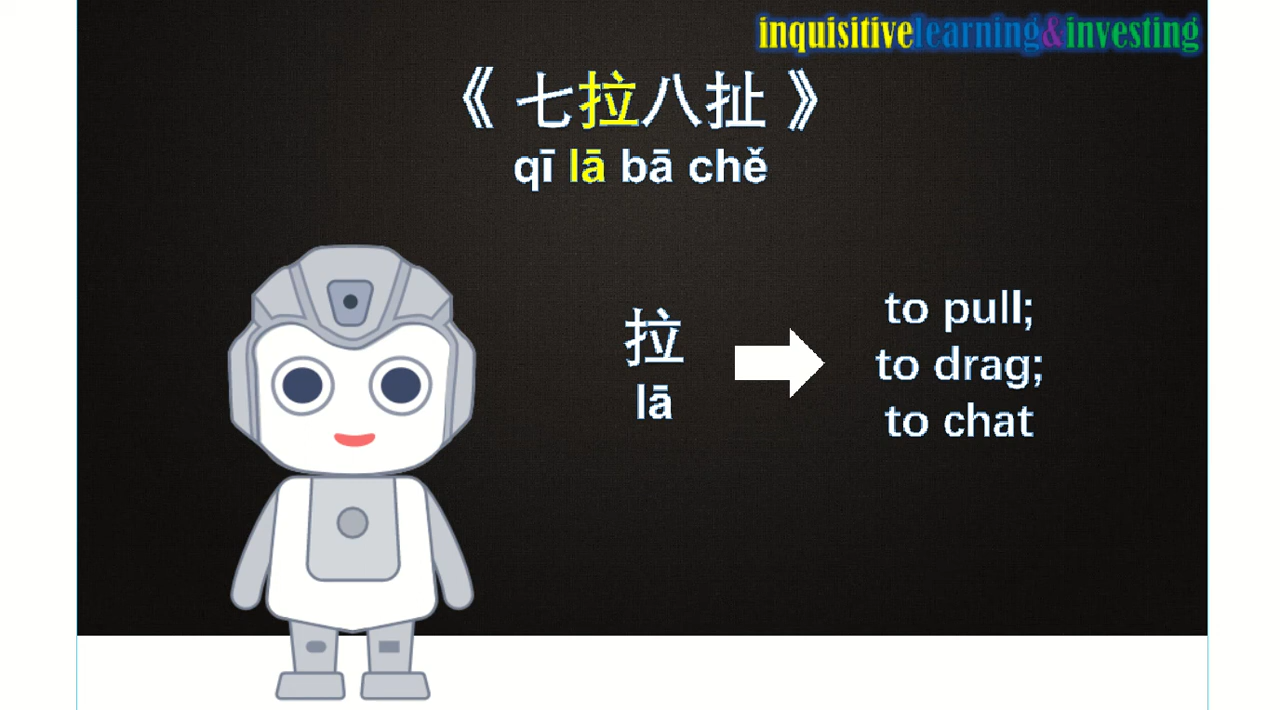 inquisitivelearning&investing
《七拉八扯》
qī lā bā chě
拉
lā
to pull;
to drag;
to chat